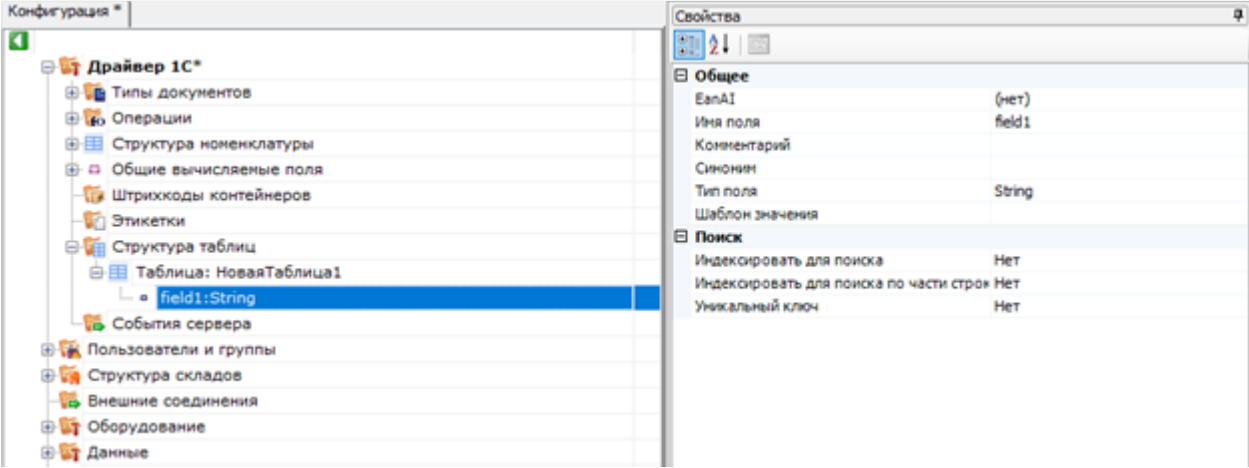 Конфигурация *
Драйвер 1С*
Типы документов
Операции
Структура номенклатуры
Общие вычисляемые поля
Штрихкоды контейнеров
Этикетки
Структура таблиц
Таблица: НоваяТаблица1
field1:String
События сервера
Пользователи и группы
Структура складов
Внешние соединения
Оборудование
Данные
Свойства
Общее
EanAI (нет)
Имя поля field1
Комментарий
Синоним
Тип поля String
Шаблон значения
Поиск
Индексировать для поиска Нет
Индексировать для поиска по части строк Нет
Уникальный ключ Нет